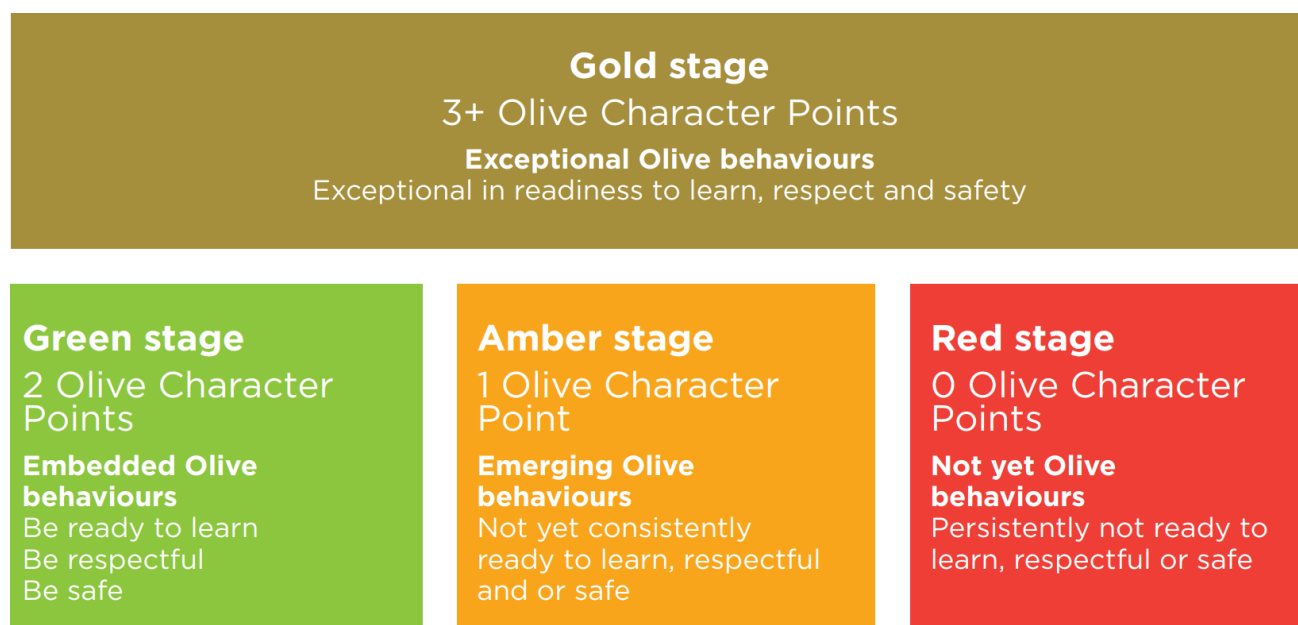 Gold stage
3+ Olive Character Points
Exceptional Olive behaviours
Exceptional in readiness to learn, respect and safety
Green stage
2 Olive Character
Points
Embedded Olive
behaviours
Be ready to learn
Be respectful
Be safe
Amber stage
1 Olive Character
Point
Emerging Olive
behaviours
Not yet consistently
ready to learn, respectful
and or safe
Red stage
0 Olive Character
Points
Not yet Olive
behaviours
Persistently not ready to
learn, respectful or safe